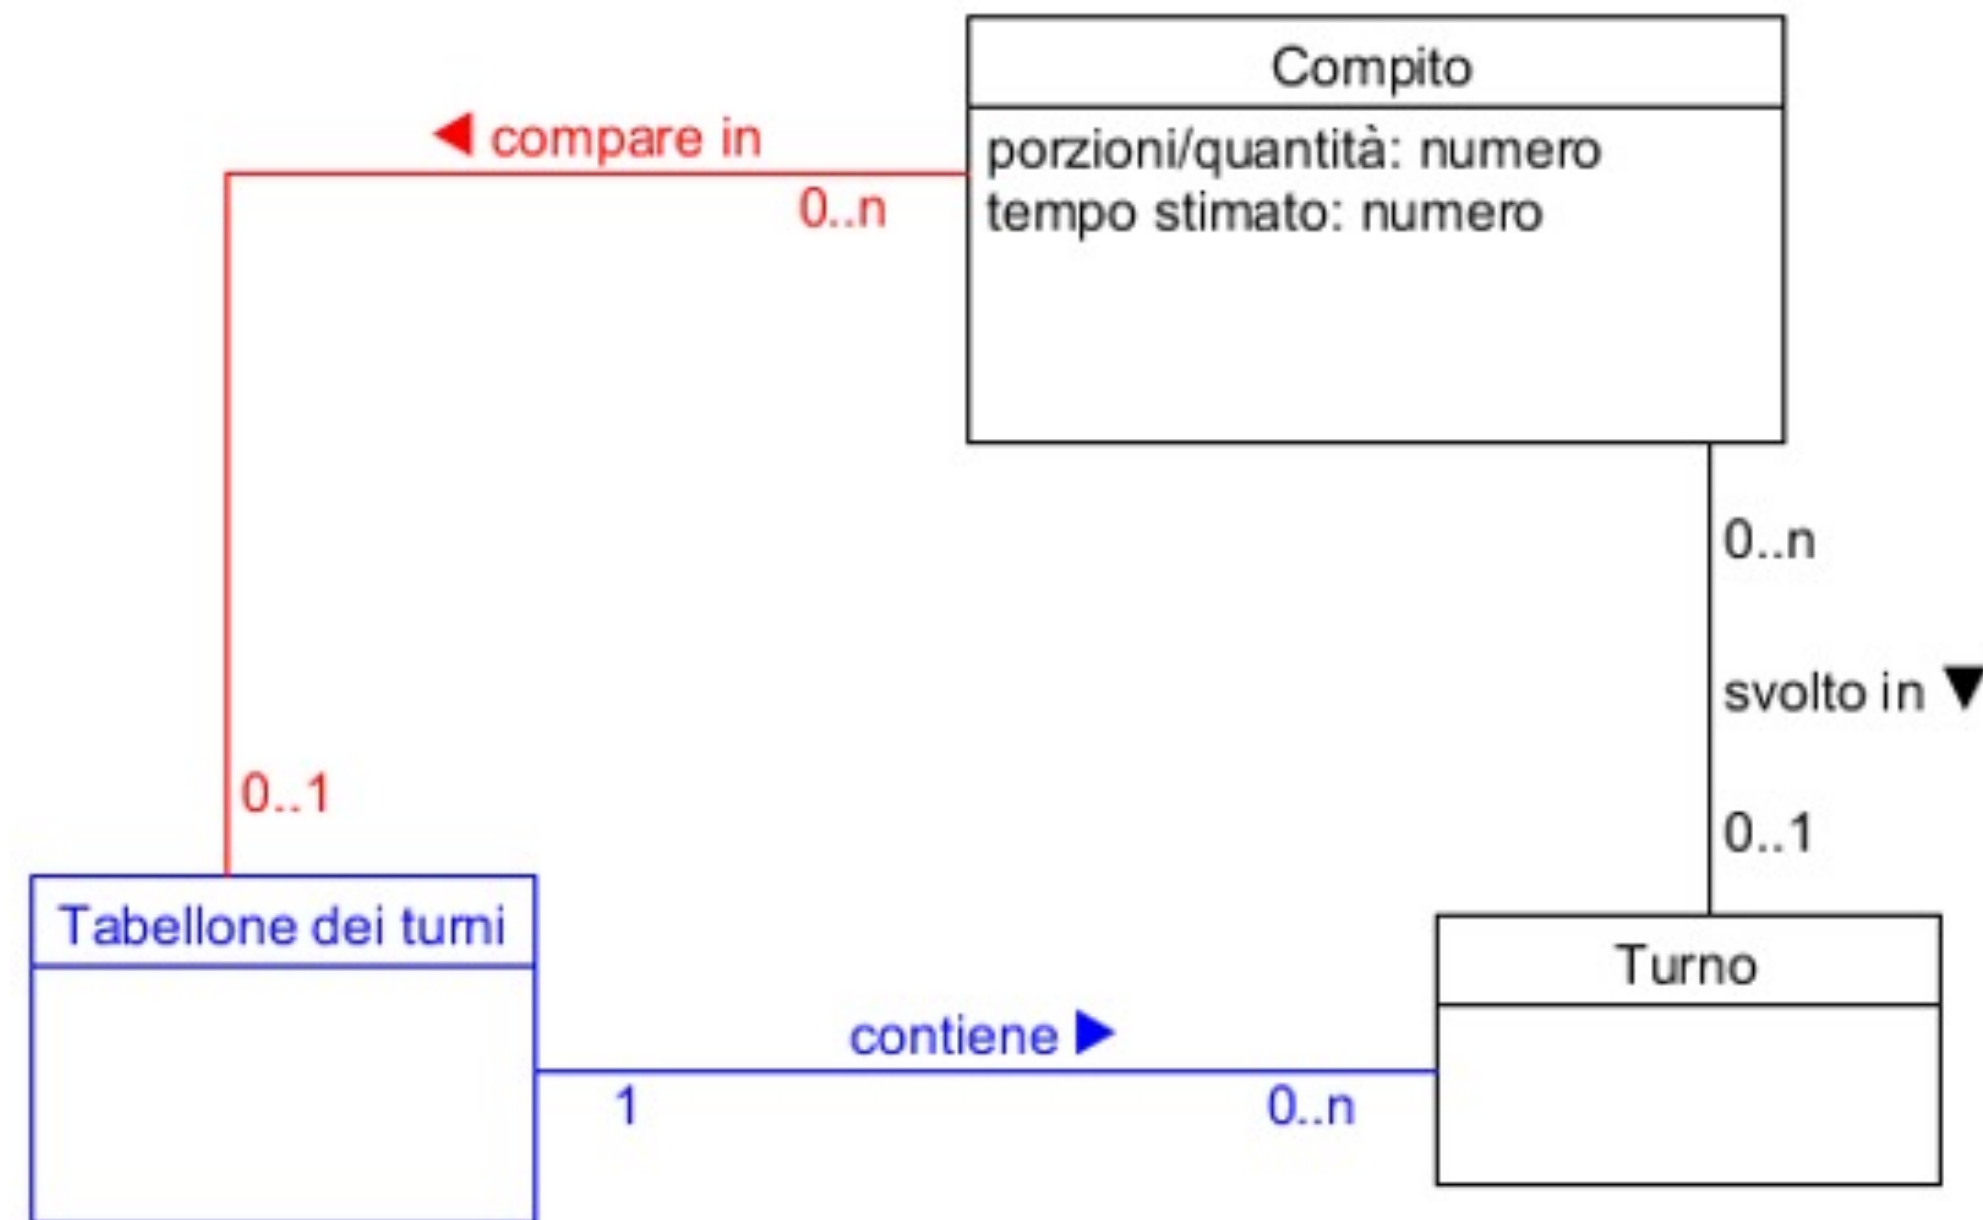 Compito
porzioni/quantità: numero
tempo stimato: numero
◀ compare in
0..n
0..1
0..n
svolto in ▼
0..1
Tabellone dei turni
contiene ▶
1
0..n
Turno